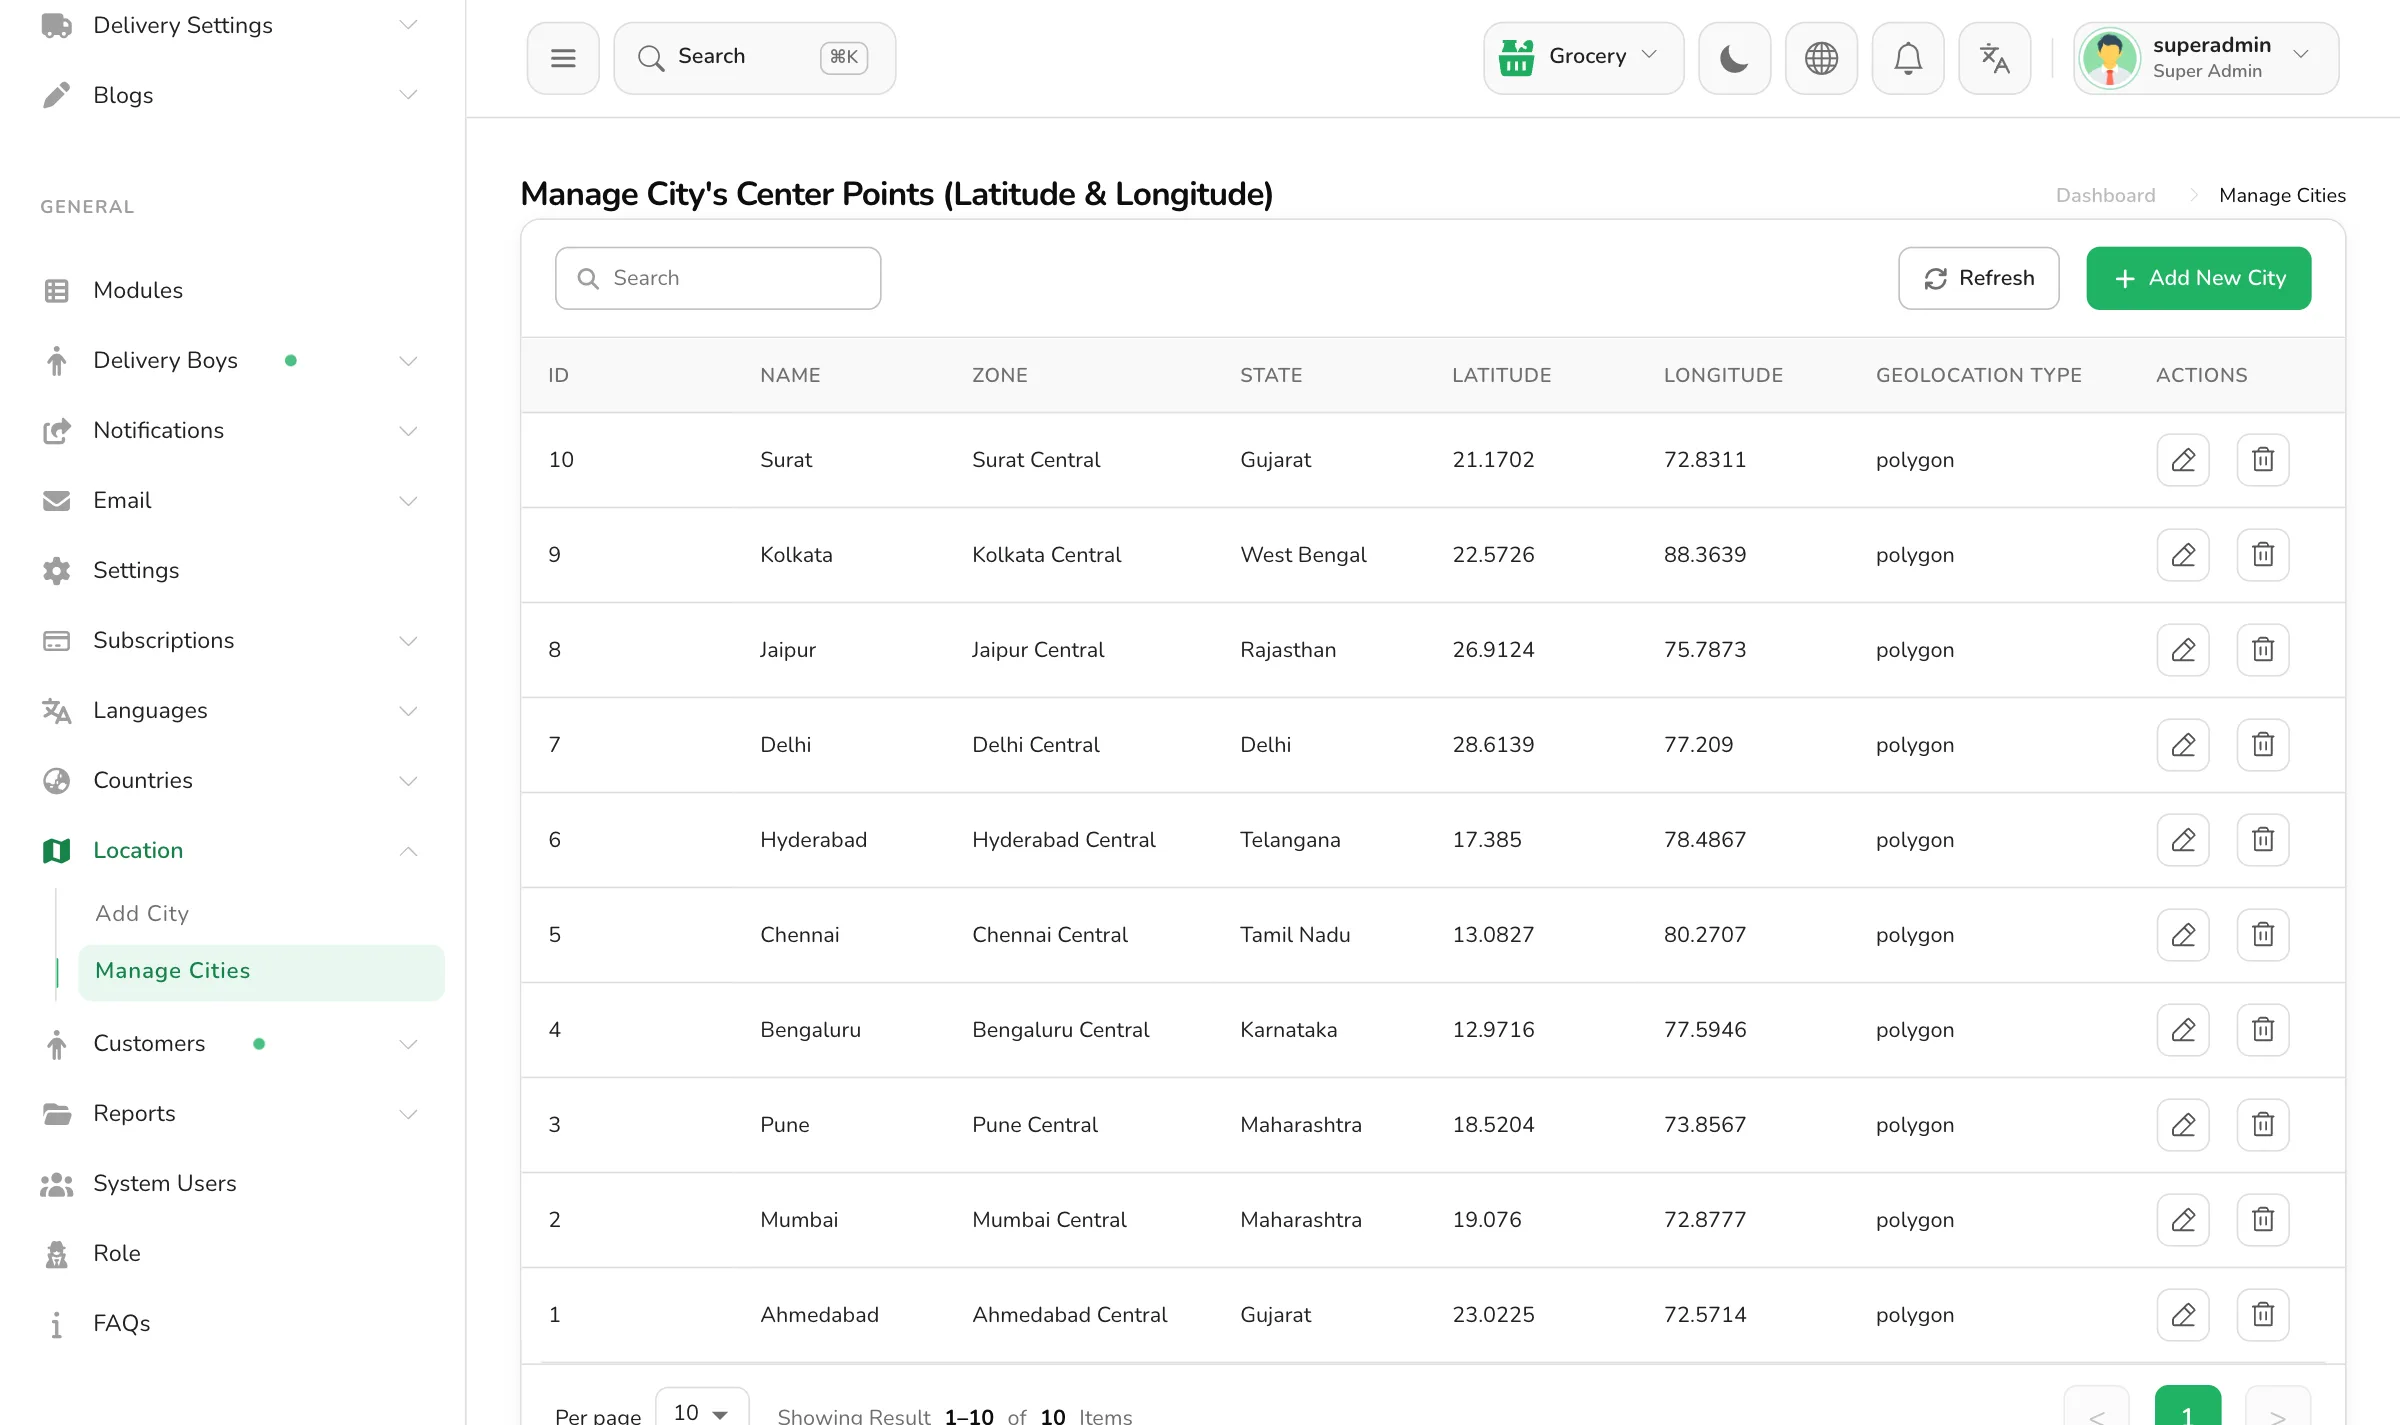 Delivery Settings
Blogs
GENERAL
Modules
Delivery Boys
Notifications
Email
Settings
Subscriptions
Languages
Countries
Location
Add City
Manage Cities
Customers
Reports
System Users
Role
FAQs
Search ⌘K
Grocery
superadmin
Super Admin
Manage City's Center Points (Latitude & Longitude)
Dashboard > Manage Cities
Search
Refresh
+ Add New City
ID NAME ZONE STATE LATITUDE LONGITUDE GEOLOCATION TYPE ACTIONS
10 Surat Surat Central Gujarat 21.1702 72.8311 polygon
9 Kolkata Kolkata Central West Bengal 22.5726 88.3639 polygon
8 Jaipur Jaipur Central Rajasthan 26.9124 75.7873 polygon
7 Delhi Delhi Central Delhi 28.6139 77.209 polygon
6 Hyderabad Hyderabad Central Telangana 17.385 78.4867 polygon
5 Chennai Chennai Central Tamil Nadu 13.0827 80.2707 polygon
4 Bengaluru Bengaluru Central Karnataka 12.9716 77.5946 polygon
3 Pune Pune Central Maharashtra 18.5204 73.8567 polygon
2 Mumbai Mumbai Central Maharashtra 19.076 72.8777 polygon
1 Ahmedabad Ahmedabad Central Gujarat 23.0225 72.5714 polygon
Per page 10 Showing Result 1–10 of 10 Items < 1 >